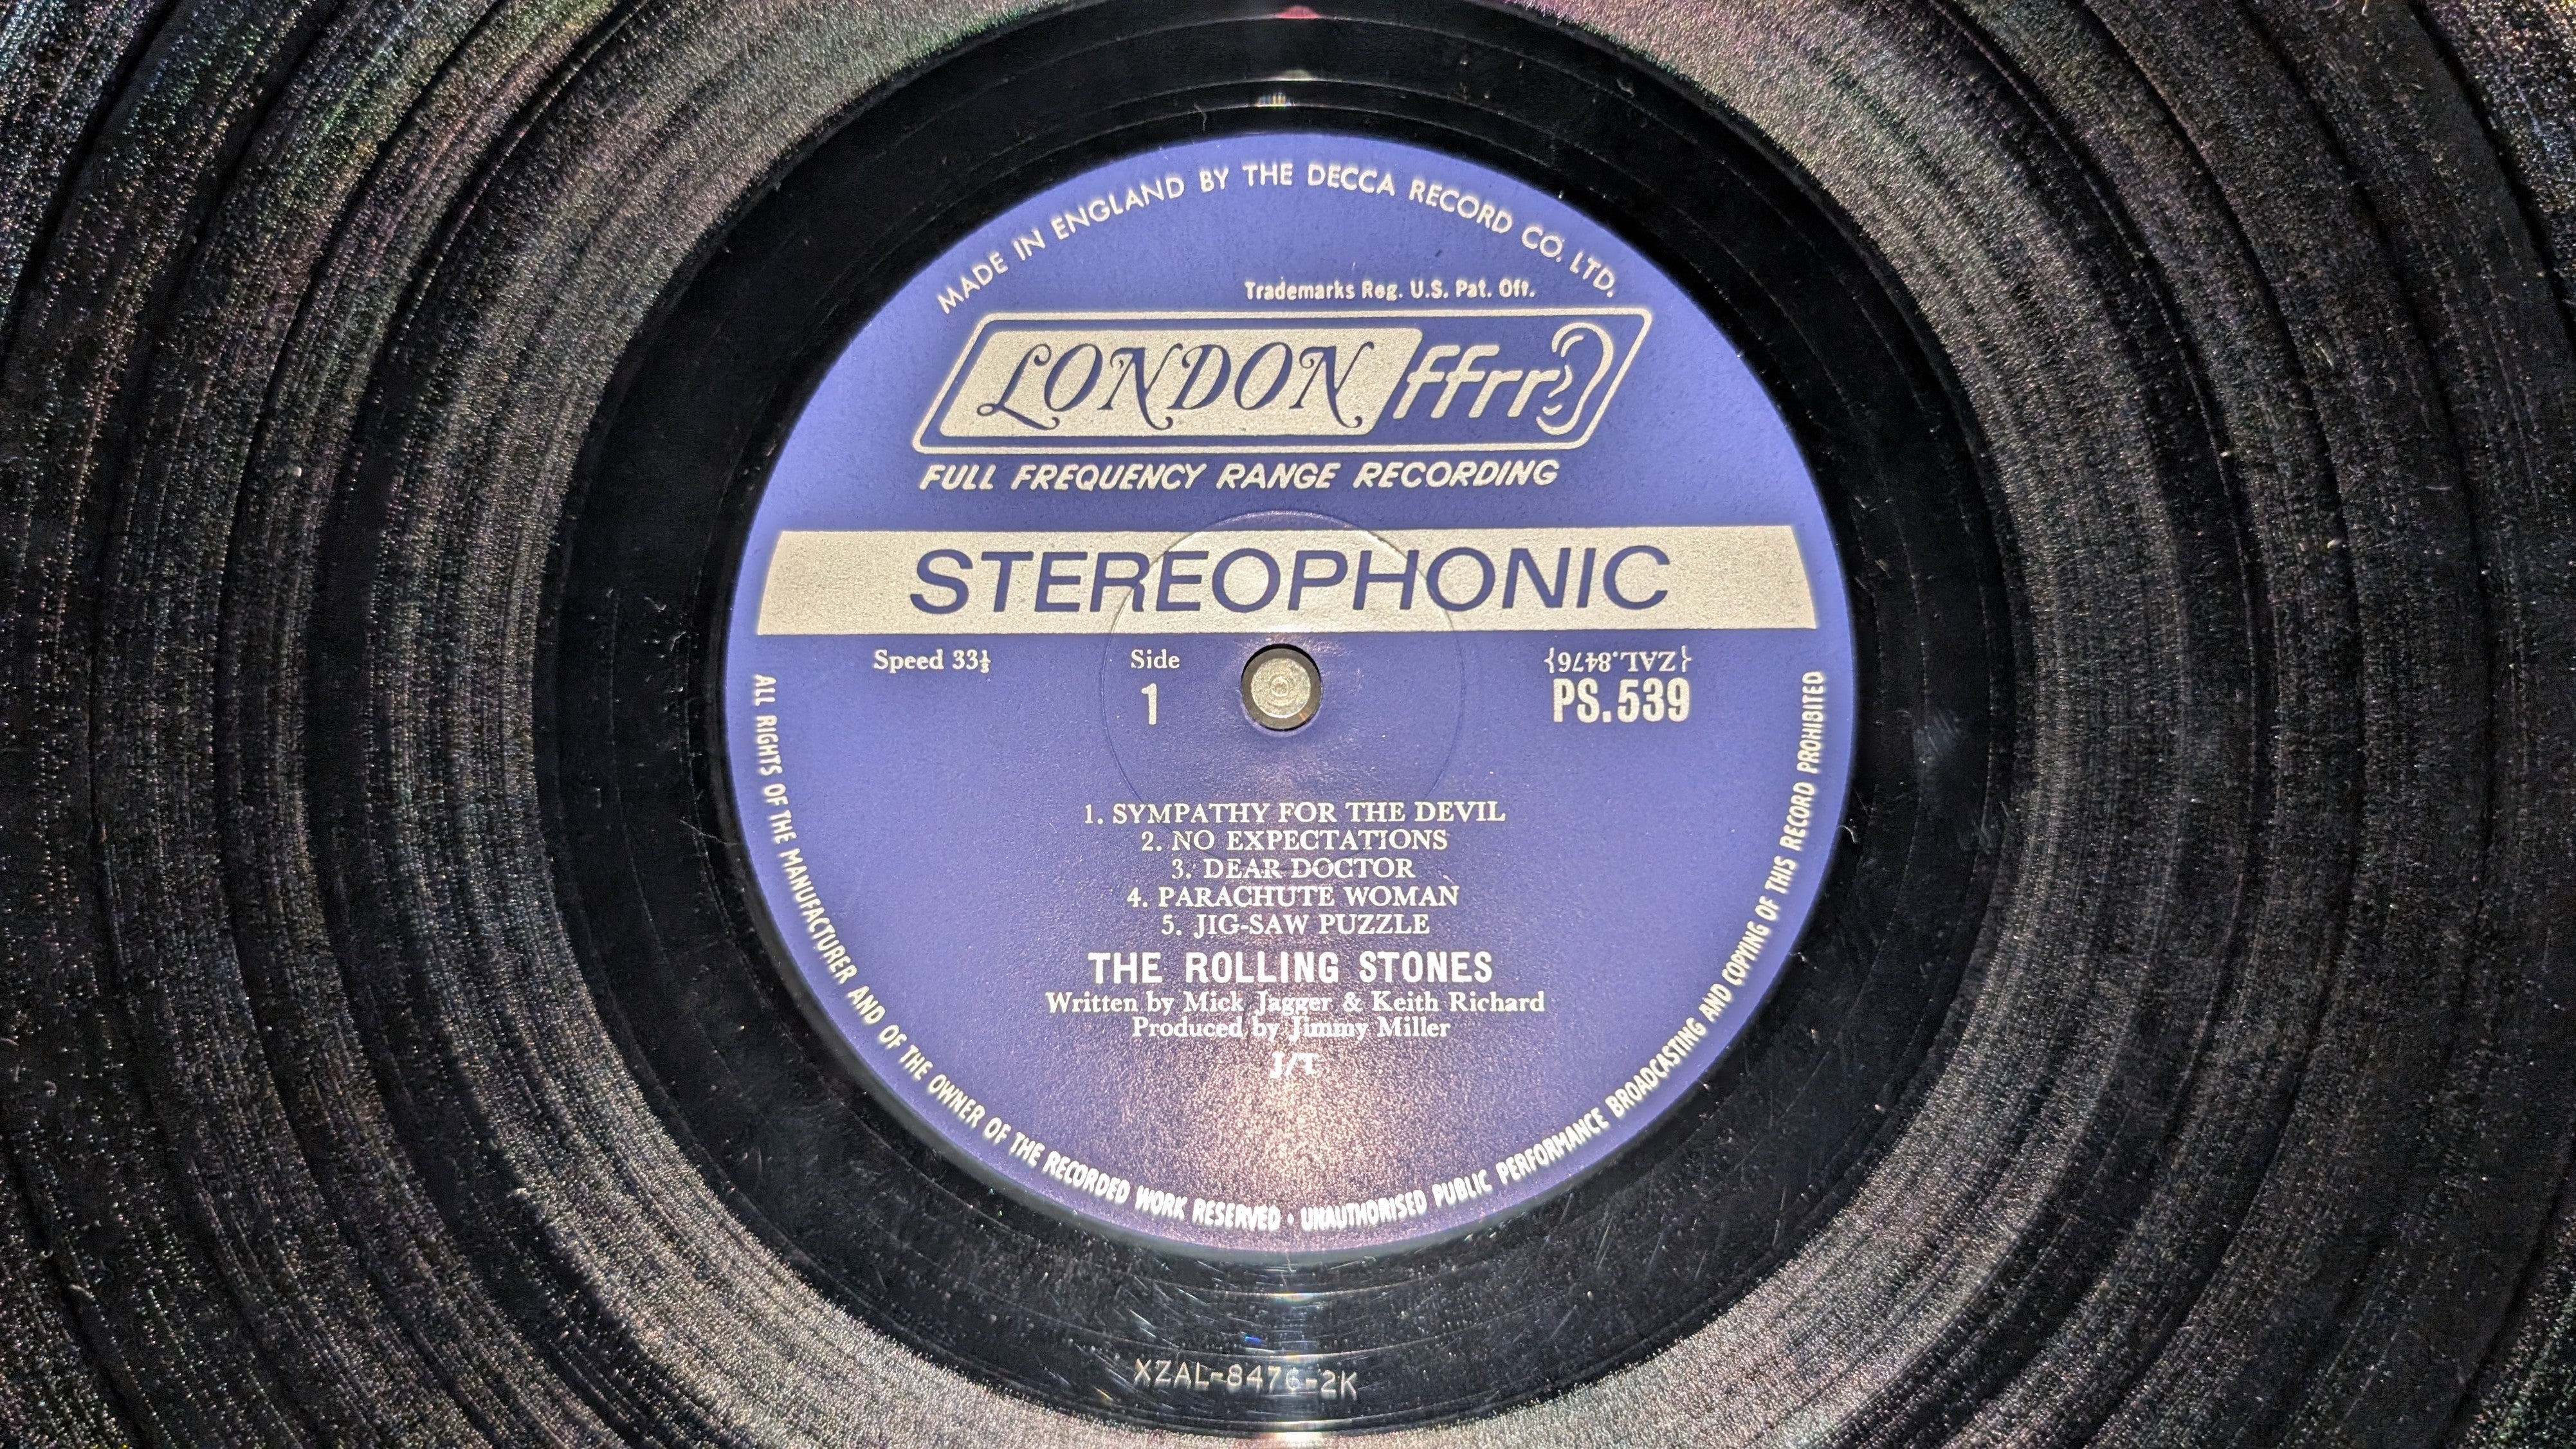 MADE IN ENGLAND BY THE DECCA RECORD CO. LTD.
Trademarks Reg. U.S. Pat. Off.
LONDON ffrr
FULL FREQUENCY RANGE RECORDING
STEREOPHONIC
Speed 33⅓
Side
1
{ZAL.8476}
PS.539
1. SYMPATHY FOR THE DEVIL
2. NO EXPECTATIONS
3. DEAR DOCTOR
4. PARACHUTE WOMAN
5. JIG-SAW PUZZLE
THE ROLLING STONES
Written by Mick Jagger & Keith Richard
Produced by Jimmy Miller
J/T
ALL RIGHTS OF THE MANUFACTURER AND OF THE OWNER OF THE RECORDED WORK RESERVED • UNAUTHORISED PUBLIC PERFORMANCE BROADCASTING AND COPYING OF THIS RECORD PROHIBITED
XZAL-8476-2K